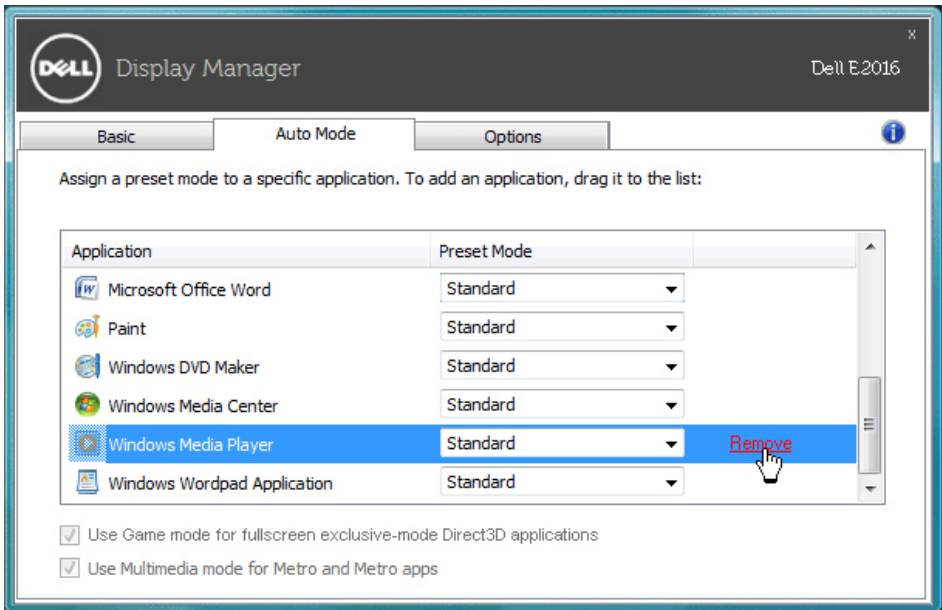 x
DELL Display Manager Dell E2016
Basic Auto Mode Options
Assign a preset mode to a specific application. To add an application, drag it to the list:
Application Preset Mode
Microsoft Office Word Standard
Paint Standard
Windows DVD Maker Standard
Windows Media Center Standard
Windows Media Player Standard Remove
Windows Wordpad Application Standard
Use Game mode for fullscreen exclusive-mode Direct3D applications
Use Multimedia mode for Metro and Metro apps